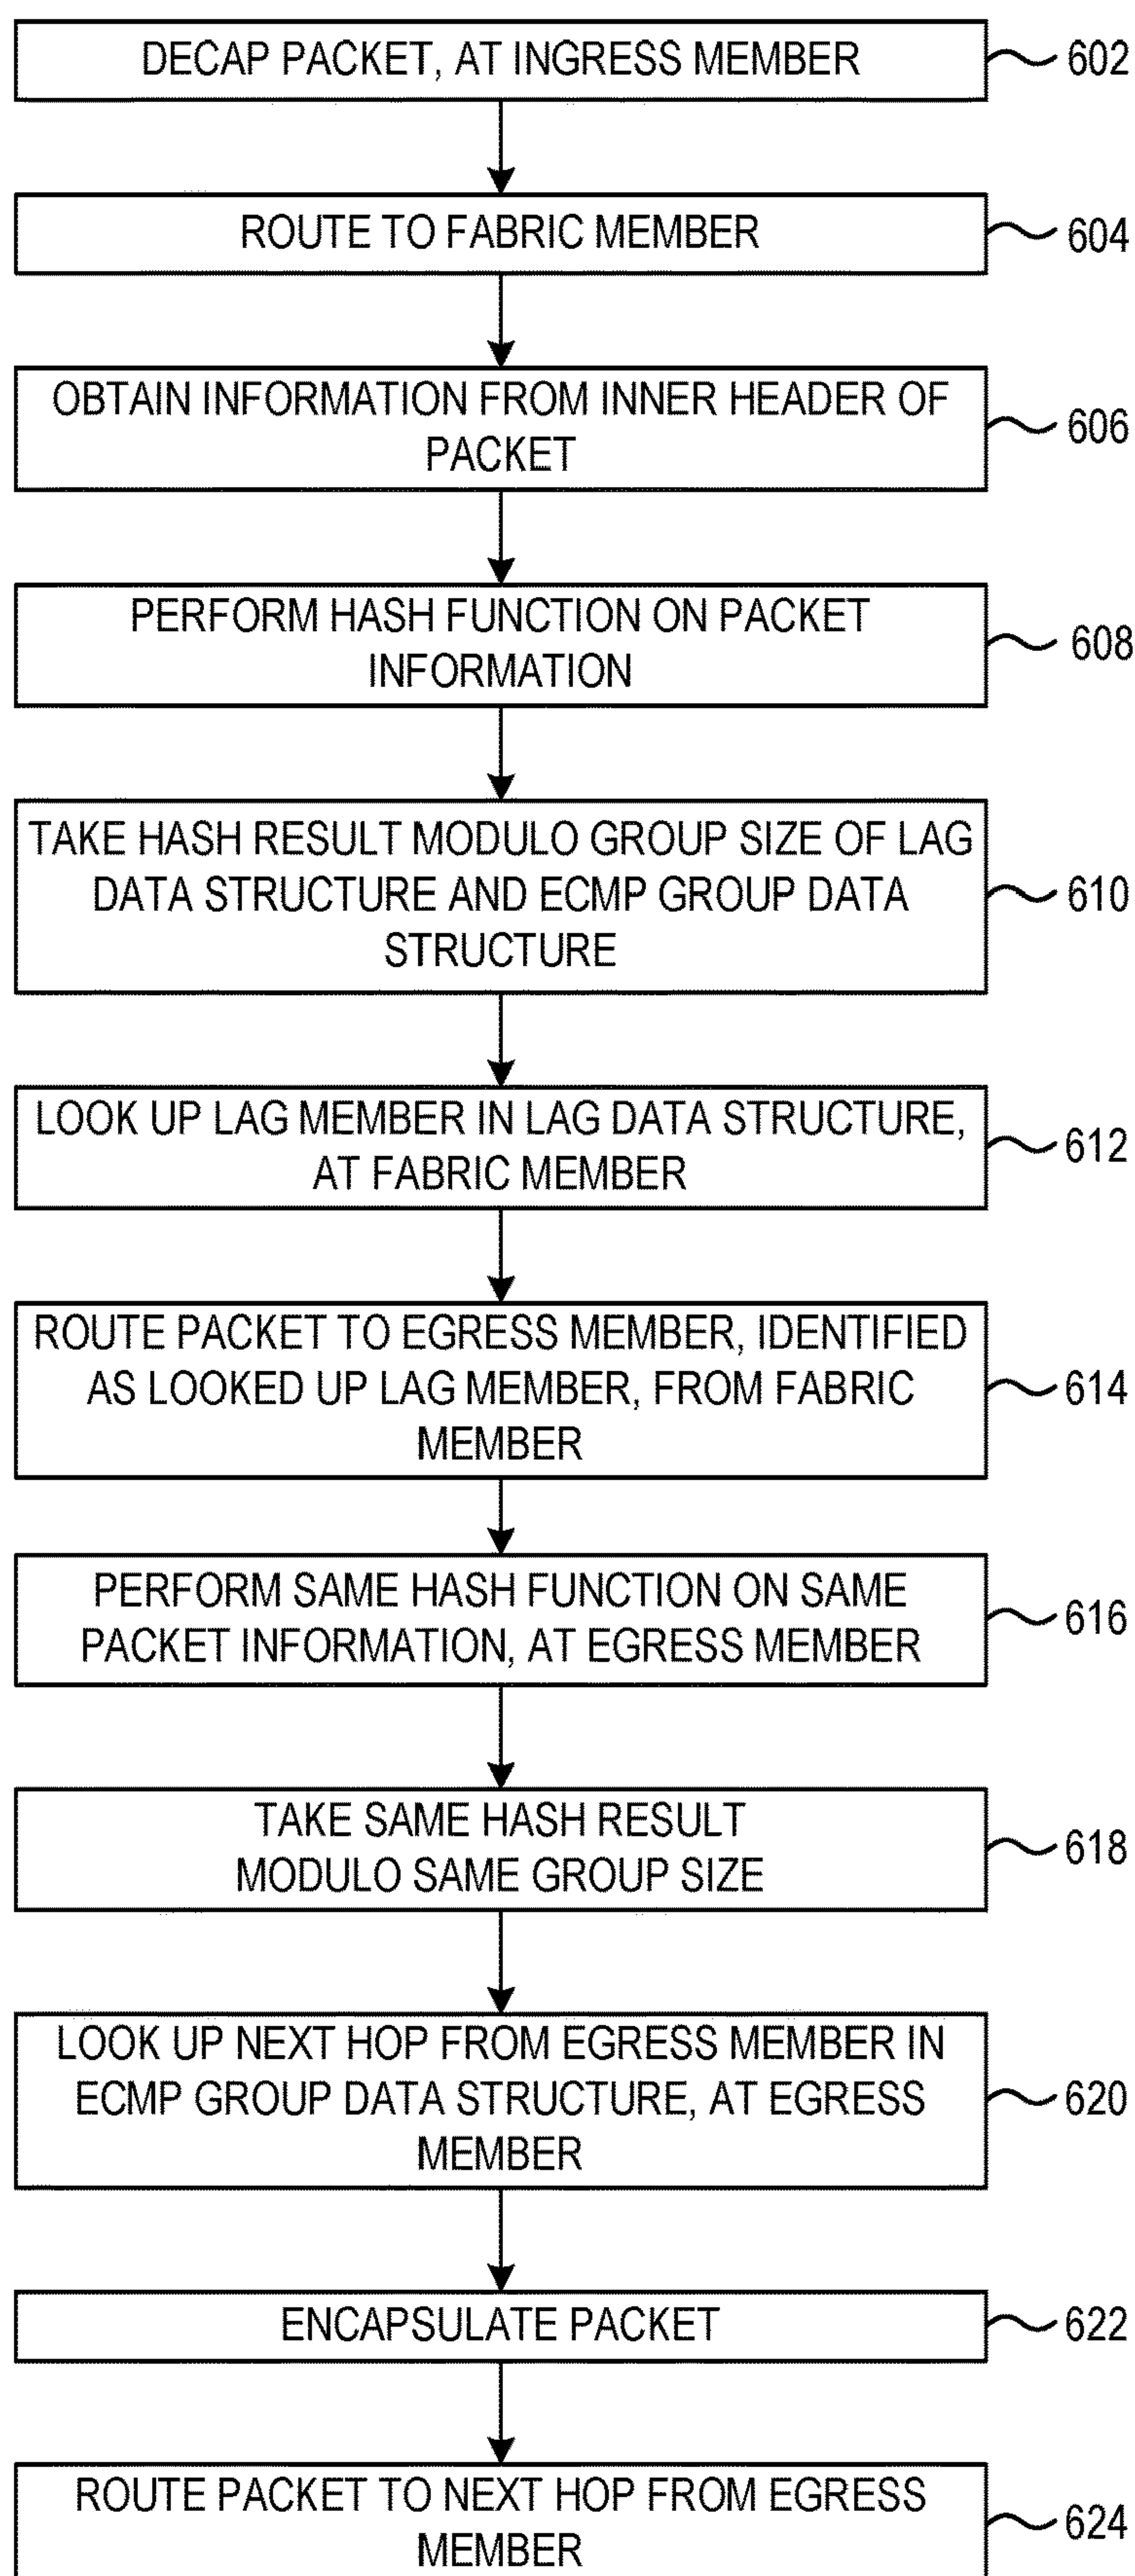 DECAP PACKET, AT INGRESS MEMBER
602
ROUTE TO FABRIC MEMBER
604
OBTAIN INFORMATION FROM INNER HEADER OF
PACKET
606
PERFORM HASH FUNCTION ON PACKET
INFORMATION
608
TAKE HASH RESULT MODULO GROUP SIZE OF LAG
DATA STRUCTURE AND ECMP GROUP DATA
STRUCTURE
610
LOOK UP LAG MEMBER IN LAG DATA STRUCTURE,
AT FABRIC MEMBER
612
ROUTE PACKET TO EGRESS MEMBER, IDENTIFIED
AS LOOKED UP LAG MEMBER, FROM FABRIC
MEMBER
614
PERFORM SAME HASH FUNCTION ON SAME
PACKET INFORMATION, AT EGRESS MEMBER
616
TAKE SAME HASH RESULT
MODULO SAME GROUP SIZE
618
LOOK UP NEXT HOP FROM EGRESS MEMBER IN
ECMP GROUP DATA STRUCTURE, AT EGRESS
MEMBER
620
ENCAPSULATE PACKET
622
ROUTE PACKET TO NEXT HOP FROM EGRESS
MEMBER
624